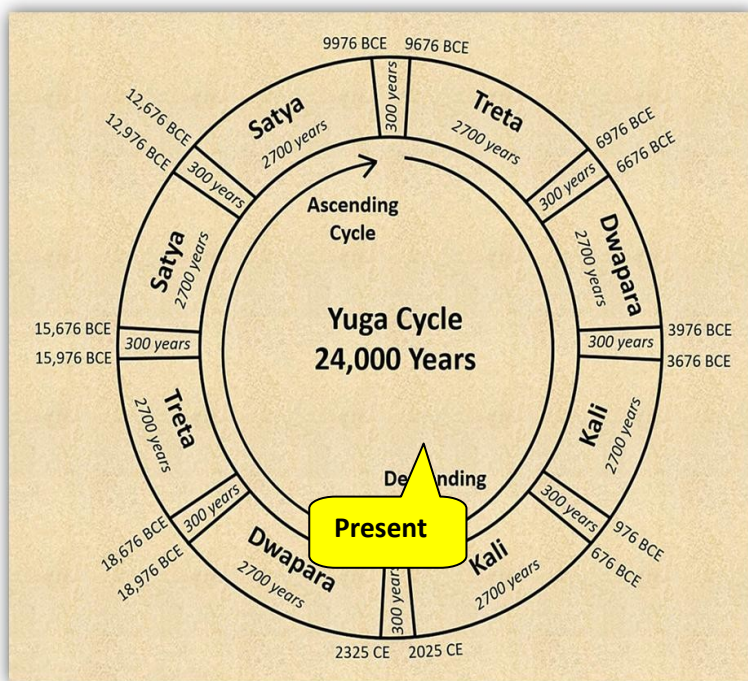 9976 BCE
9676 BCE
300 years
Treta
2700 years
6976 BCE
6676 BCE
300 years
Dwapara
2700 years
3976 BCE
300 years
3676 BCE
Kali
2700 years
300 years
976 BCE
676 BCE
Kali
2700 years
2025 CE
300 years
2325 CE
Dwapara
2700 years
300 years
18,976 BCE
18,676 BCE
Treta
2700 years
15,976 BCE
300 years
15,676 BCE
Satya
2700 years
12,976 BCE
300 years
12,676 BCE
Satya
2700 years
Ascending
Cycle
Yuga Cycle
24,000 Years
Present